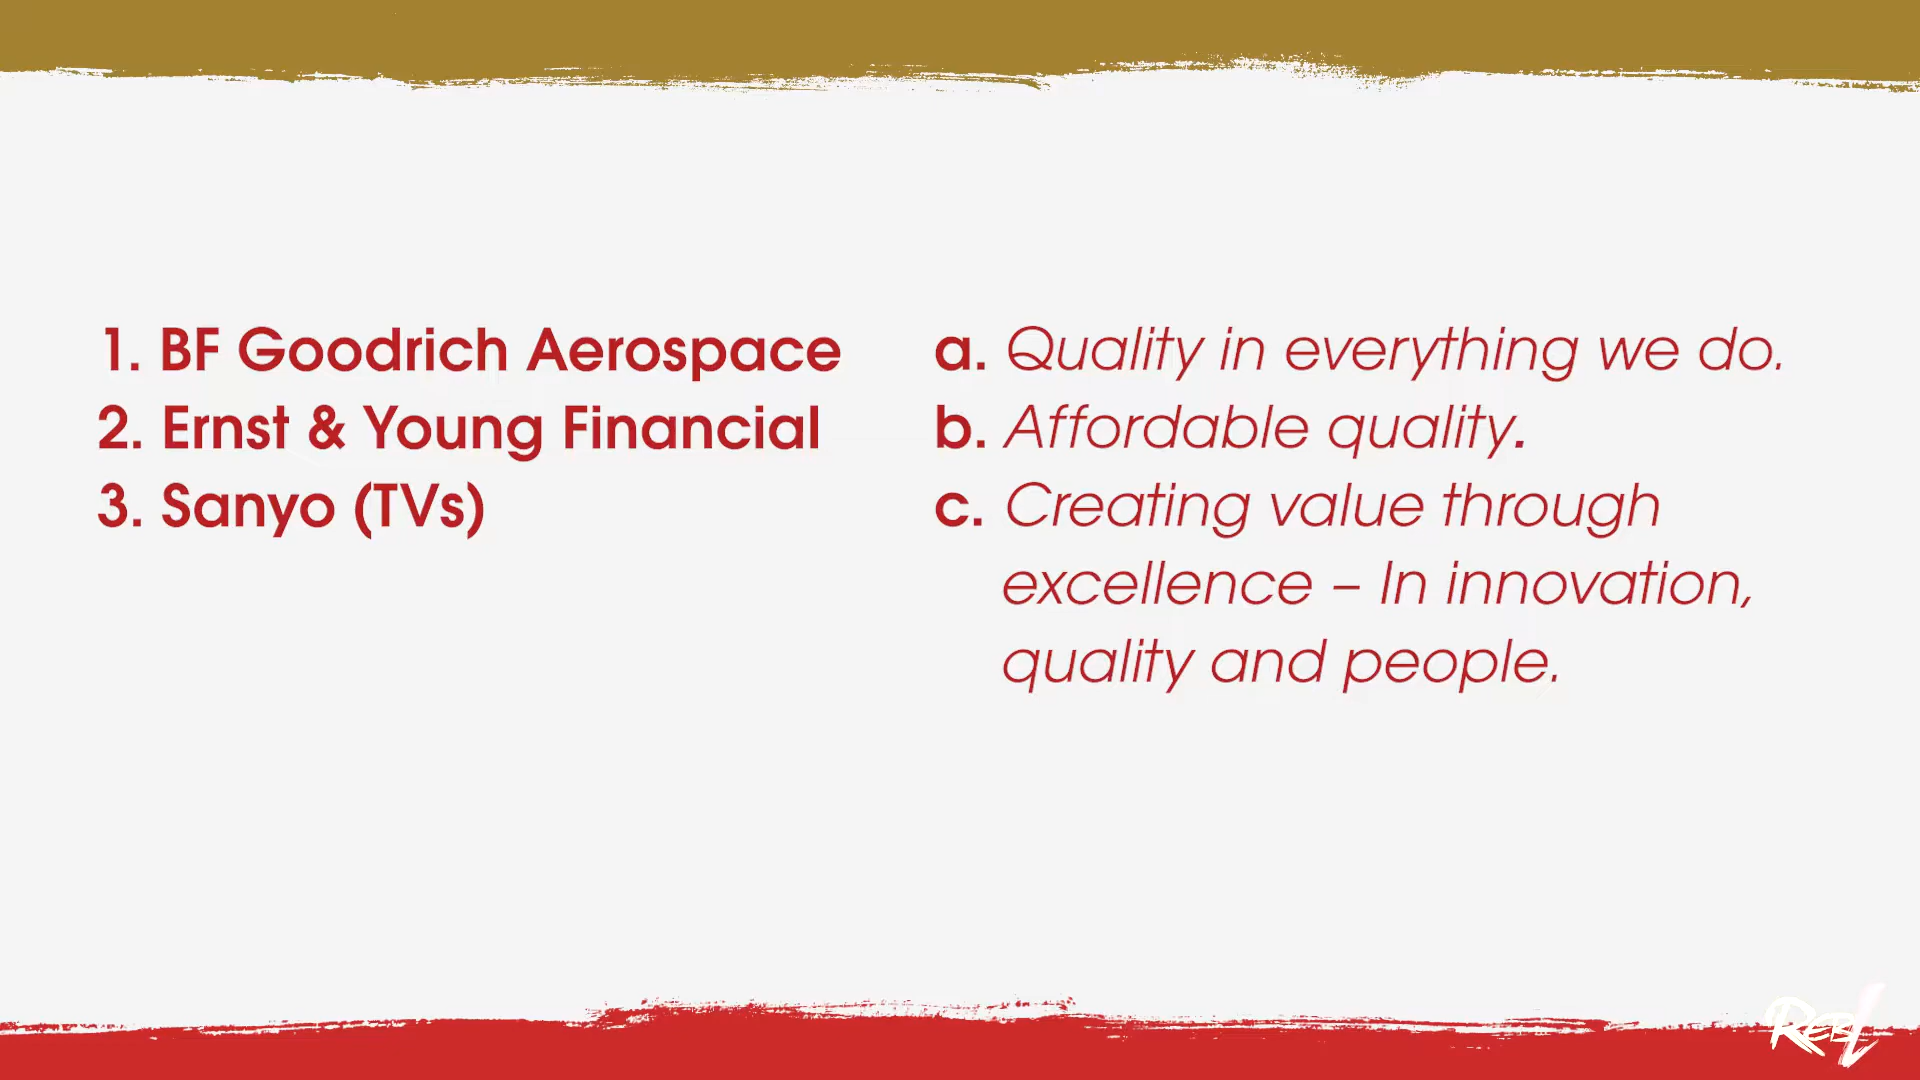 1. BF Goodrich Aerospace
2. Ernst & Young Financial
3. Sanyo (TVs)
a. Quality in everything we do.
b. Affordable quality.
c. Creating value through
excellence – In innovation,
quality and people.